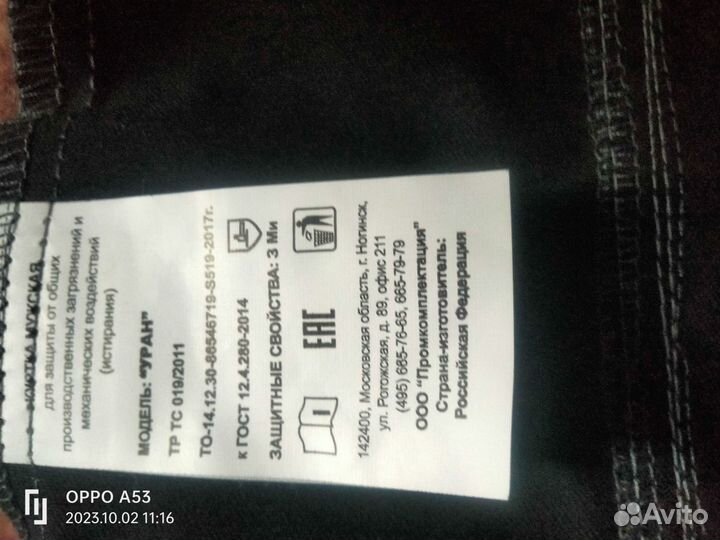 КУРТКА МУЖСКАЯ
для защиты от общих
производственных загрязнений и
механических воздействий
(истирания)
МОДЕЛЬ: "УРАН"
ТР ТС 019/2011
ТО-14.12.30-86546719-S519-2017г.
к ГОСТ 12.4.280-2014
ЗАЩИТНЫЕ СВОЙСТВА: З Ми
ЕАС
142400, Московская область, г. Ногинск,
ул. Рогожская, д. 89, офис 211
(495) 665-76-65, 665-79-79
ООО "Промкомплектация"
Страна-изготовитель:
Российская Федерация
OPPO A53
2023.10.02 11:16
Avito